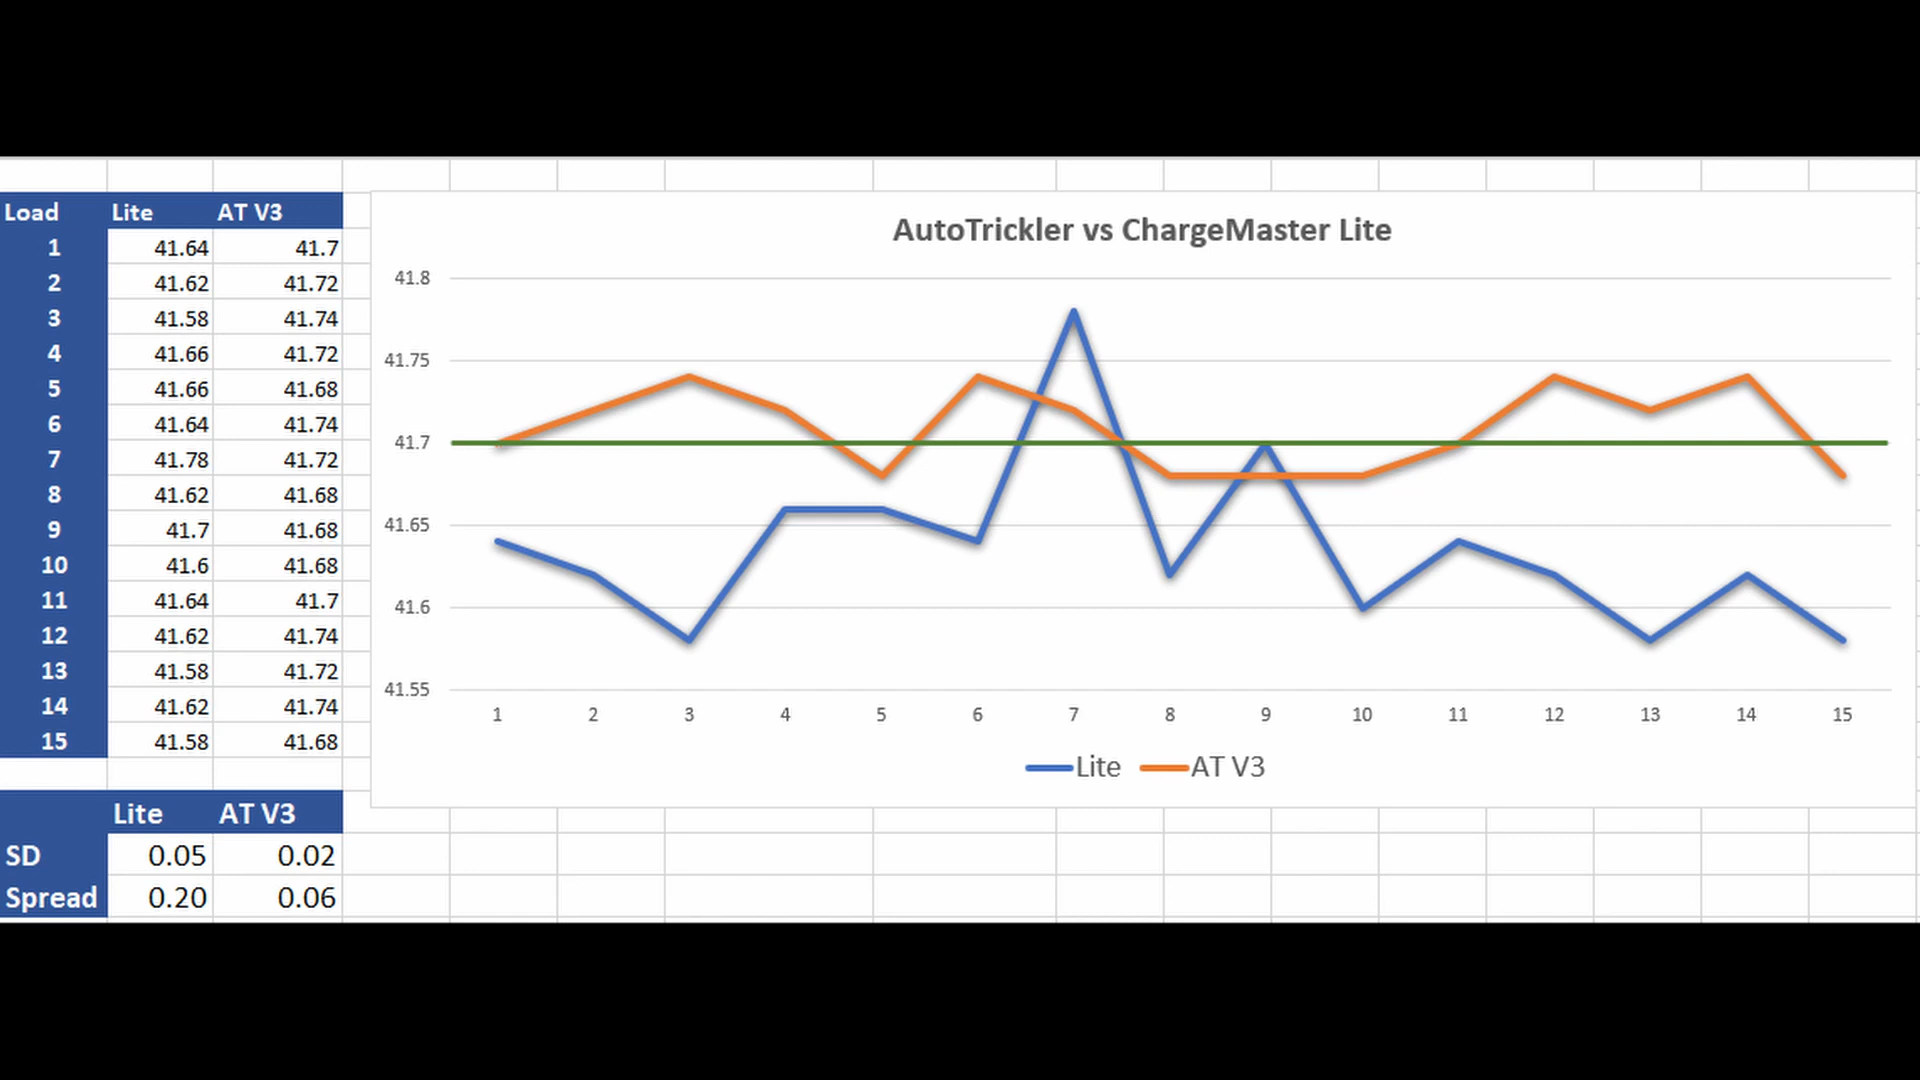 Load Lite AT V3
1 41.64 41.7
2 41.62 41.72
3 41.58 41.74
4 41.66 41.72
5 41.66 41.68
6 41.64 41.74
7 41.78 41.72
8 41.62 41.68
9 41.7 41.68
10 41.6 41.68
11 41.64 41.7
12 41.62 41.74
13 41.58 41.72
14 41.62 41.74
15 41.58 41.68
Lite AT V3
SD 0.05 0.02
Spread 0.20 0.06
AutoTrickler vs ChargeMaster Lite
41.8
41.75
41.7
41.65
41.6
41.55
1 2 3 4 5 6 7 8 9 10 11 12 13 14 15
Lite AT V3